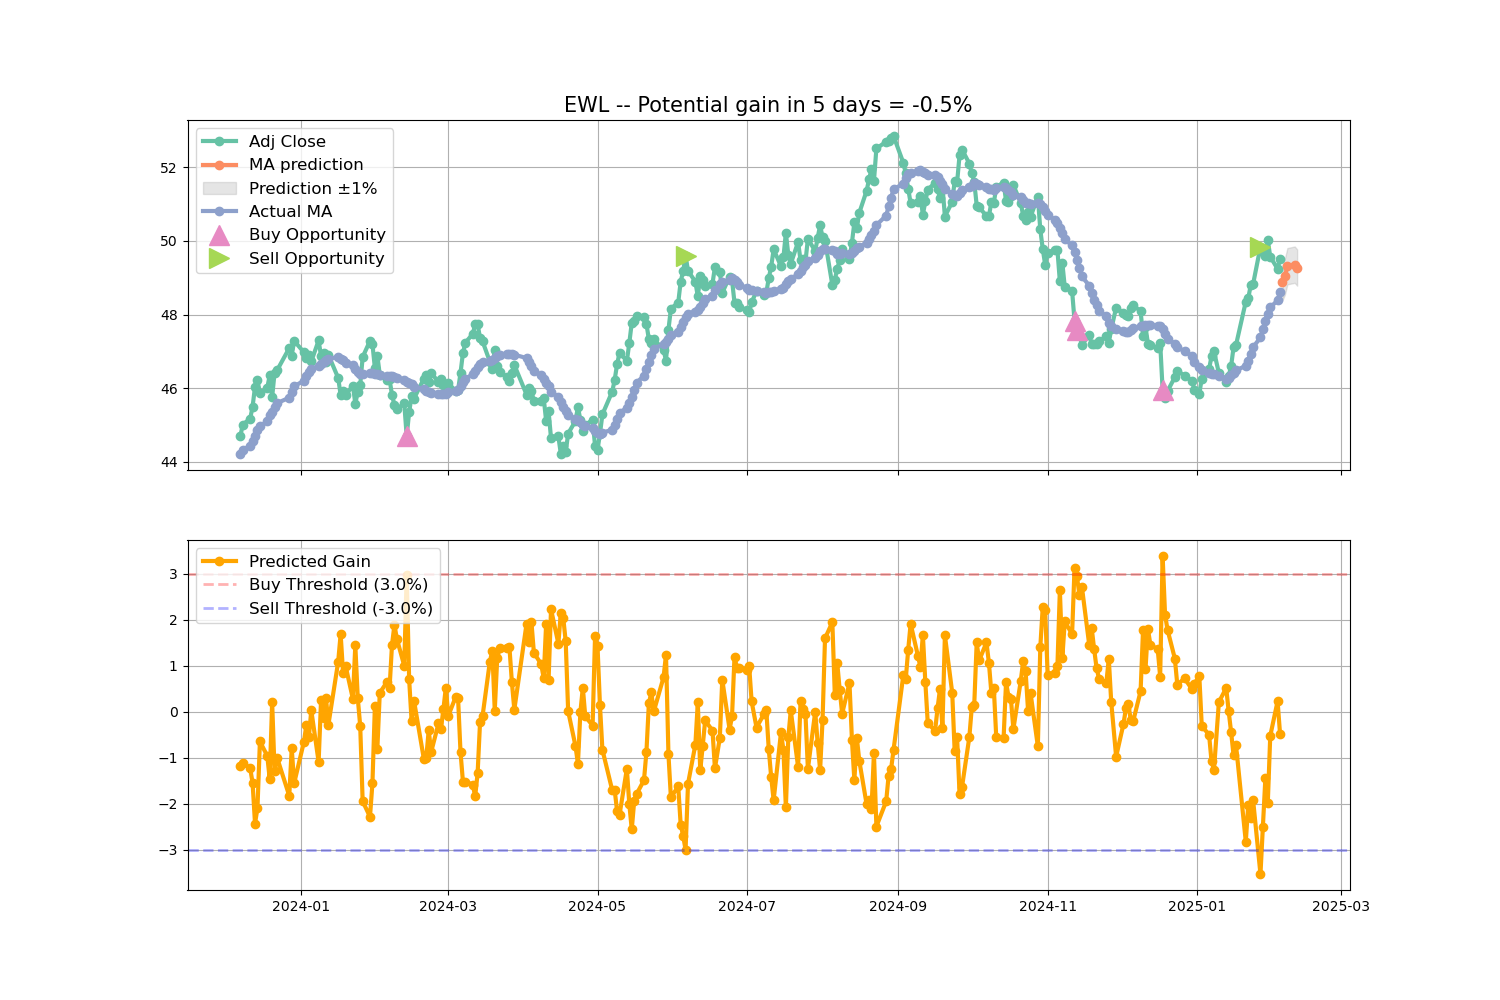 EWL -- Potential gain in 5 days = -0.5%
Adj Close
MA prediction
Prediction ±1%
Actual MA
Buy Opportunity
Sell Opportunity
52
50
48
46
44
Predicted Gain
Buy Threshold (3.0%)
Sell Threshold (-3.0%)
3
2
1
0
−1
−2
−3
2024-01
2024-03
2024-05
2024-07
2024-09
2024-11
2025-01
2025-03